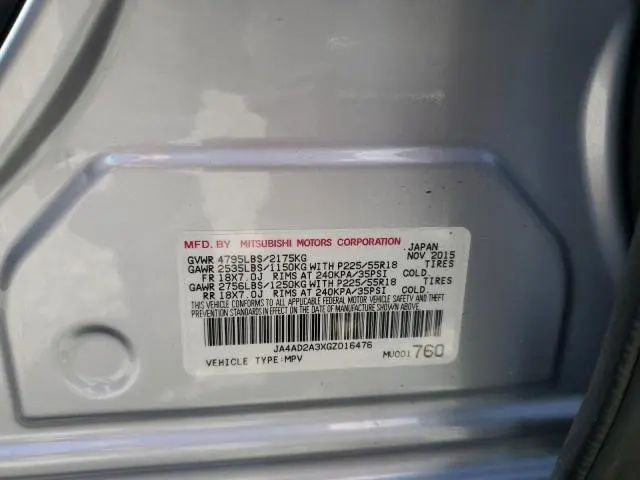 MFD. BY MITSUBISHI MOTORS CORPORATION JAPAN
GVWR 4795LBS/2175KG NOV 2015
GAWR 2535LBS/1150KG WITH P225/55R18 TIRES
FR 18X7.0J RIMS AT 240KPA/35PSI COLD.
GAWR 2756LBS/1250KG WITH P225/55R18 TIRES
RR 18X7.0J RIMS AT 240KPA/35PSI COLD.
THIS VEHICLE CONFORMS TO ALL APPLICABLE FEDERAL MOTOR VEHICLE SAFETY, BUMPER AND THEFT
PREVENTION STANDARDS IN EFFECT ON THE DATE OF MANUFACTURE SHOWN ABOVE.
JA4AD2A3XGZ016476
VEHICLE TYPE:MPV MU001 760